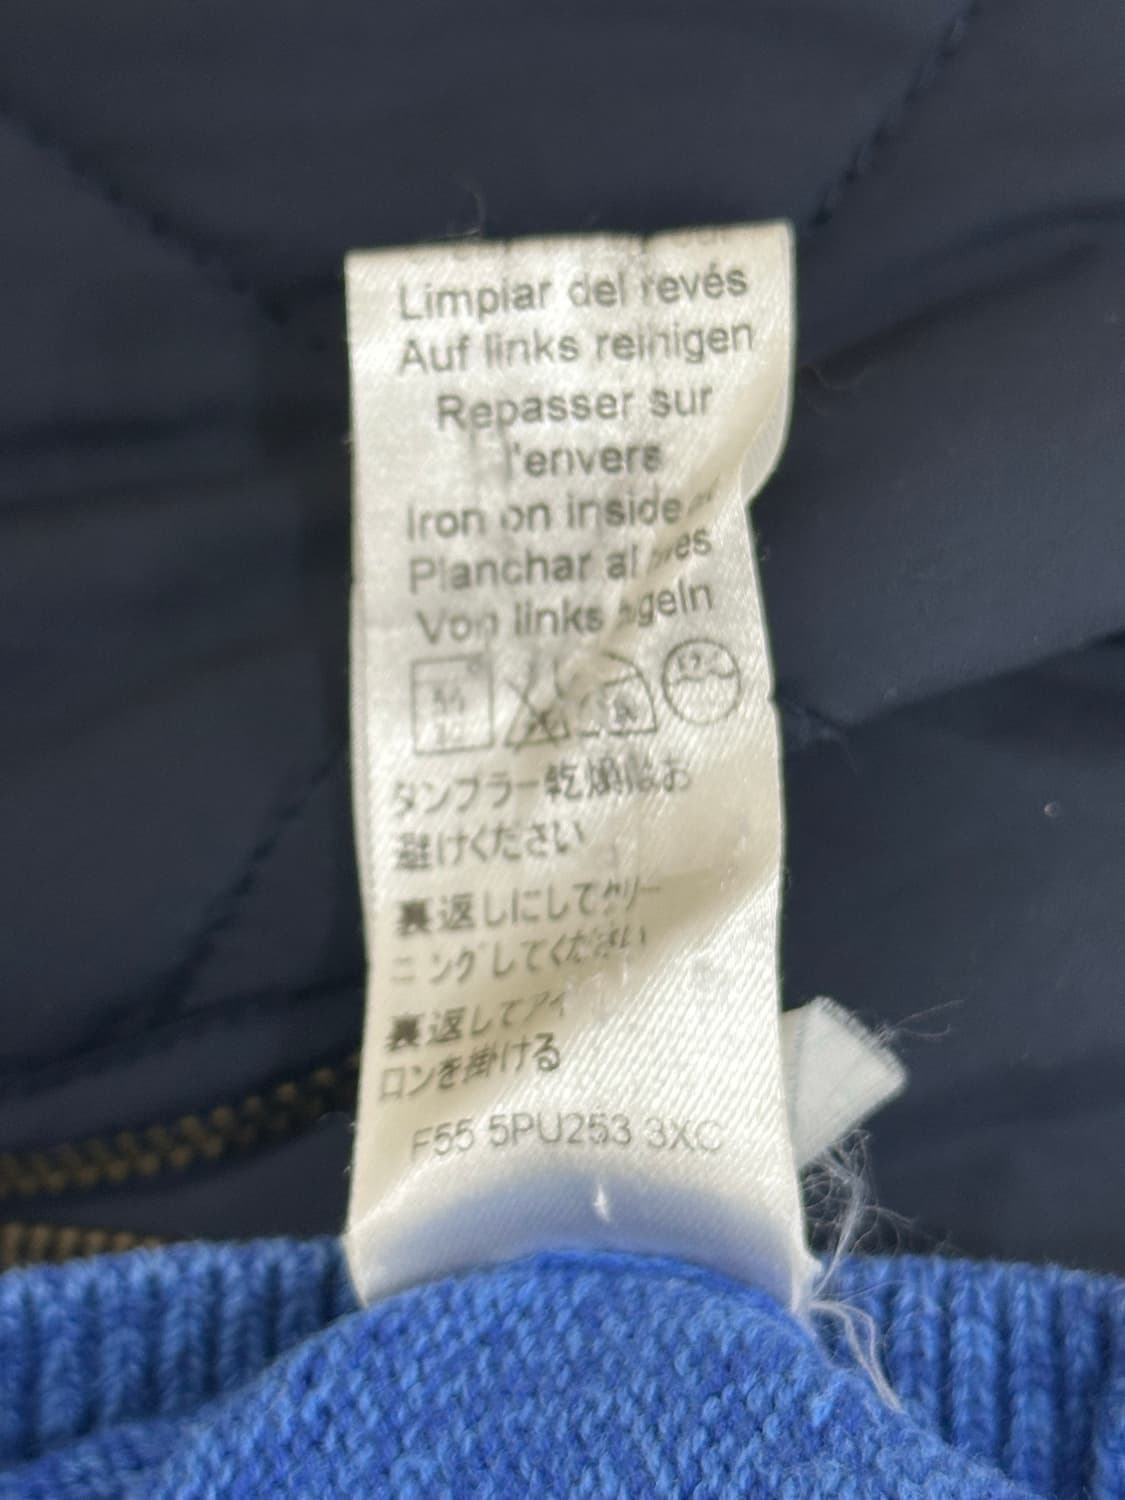 Limpiar del revés
Auf links reinigen
Repasser sur
l'envers
Iron on inside
Planchar al
Von links
タンブラー乾燥はお
避けください
裏返しにしてクリー
ニングしてください
裏返してアイ
ロンを掛ける
F55 5PU253 3XC